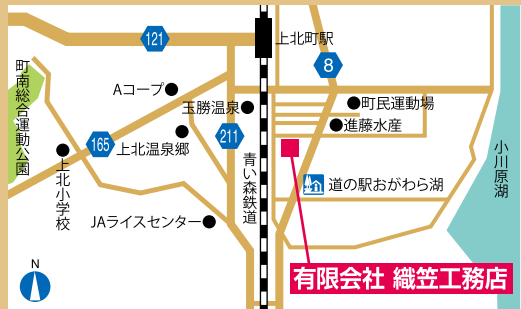 121
上北町駅
8
町南総合運動公園
Aコープ
玉勝温泉
町民運動場
進藤水産
165
上北温泉郷
211
小川原湖
上北小学校
青い森鉄道
道の駅おがわら湖
JAライスセンター
N
有限会社 織笠工務店